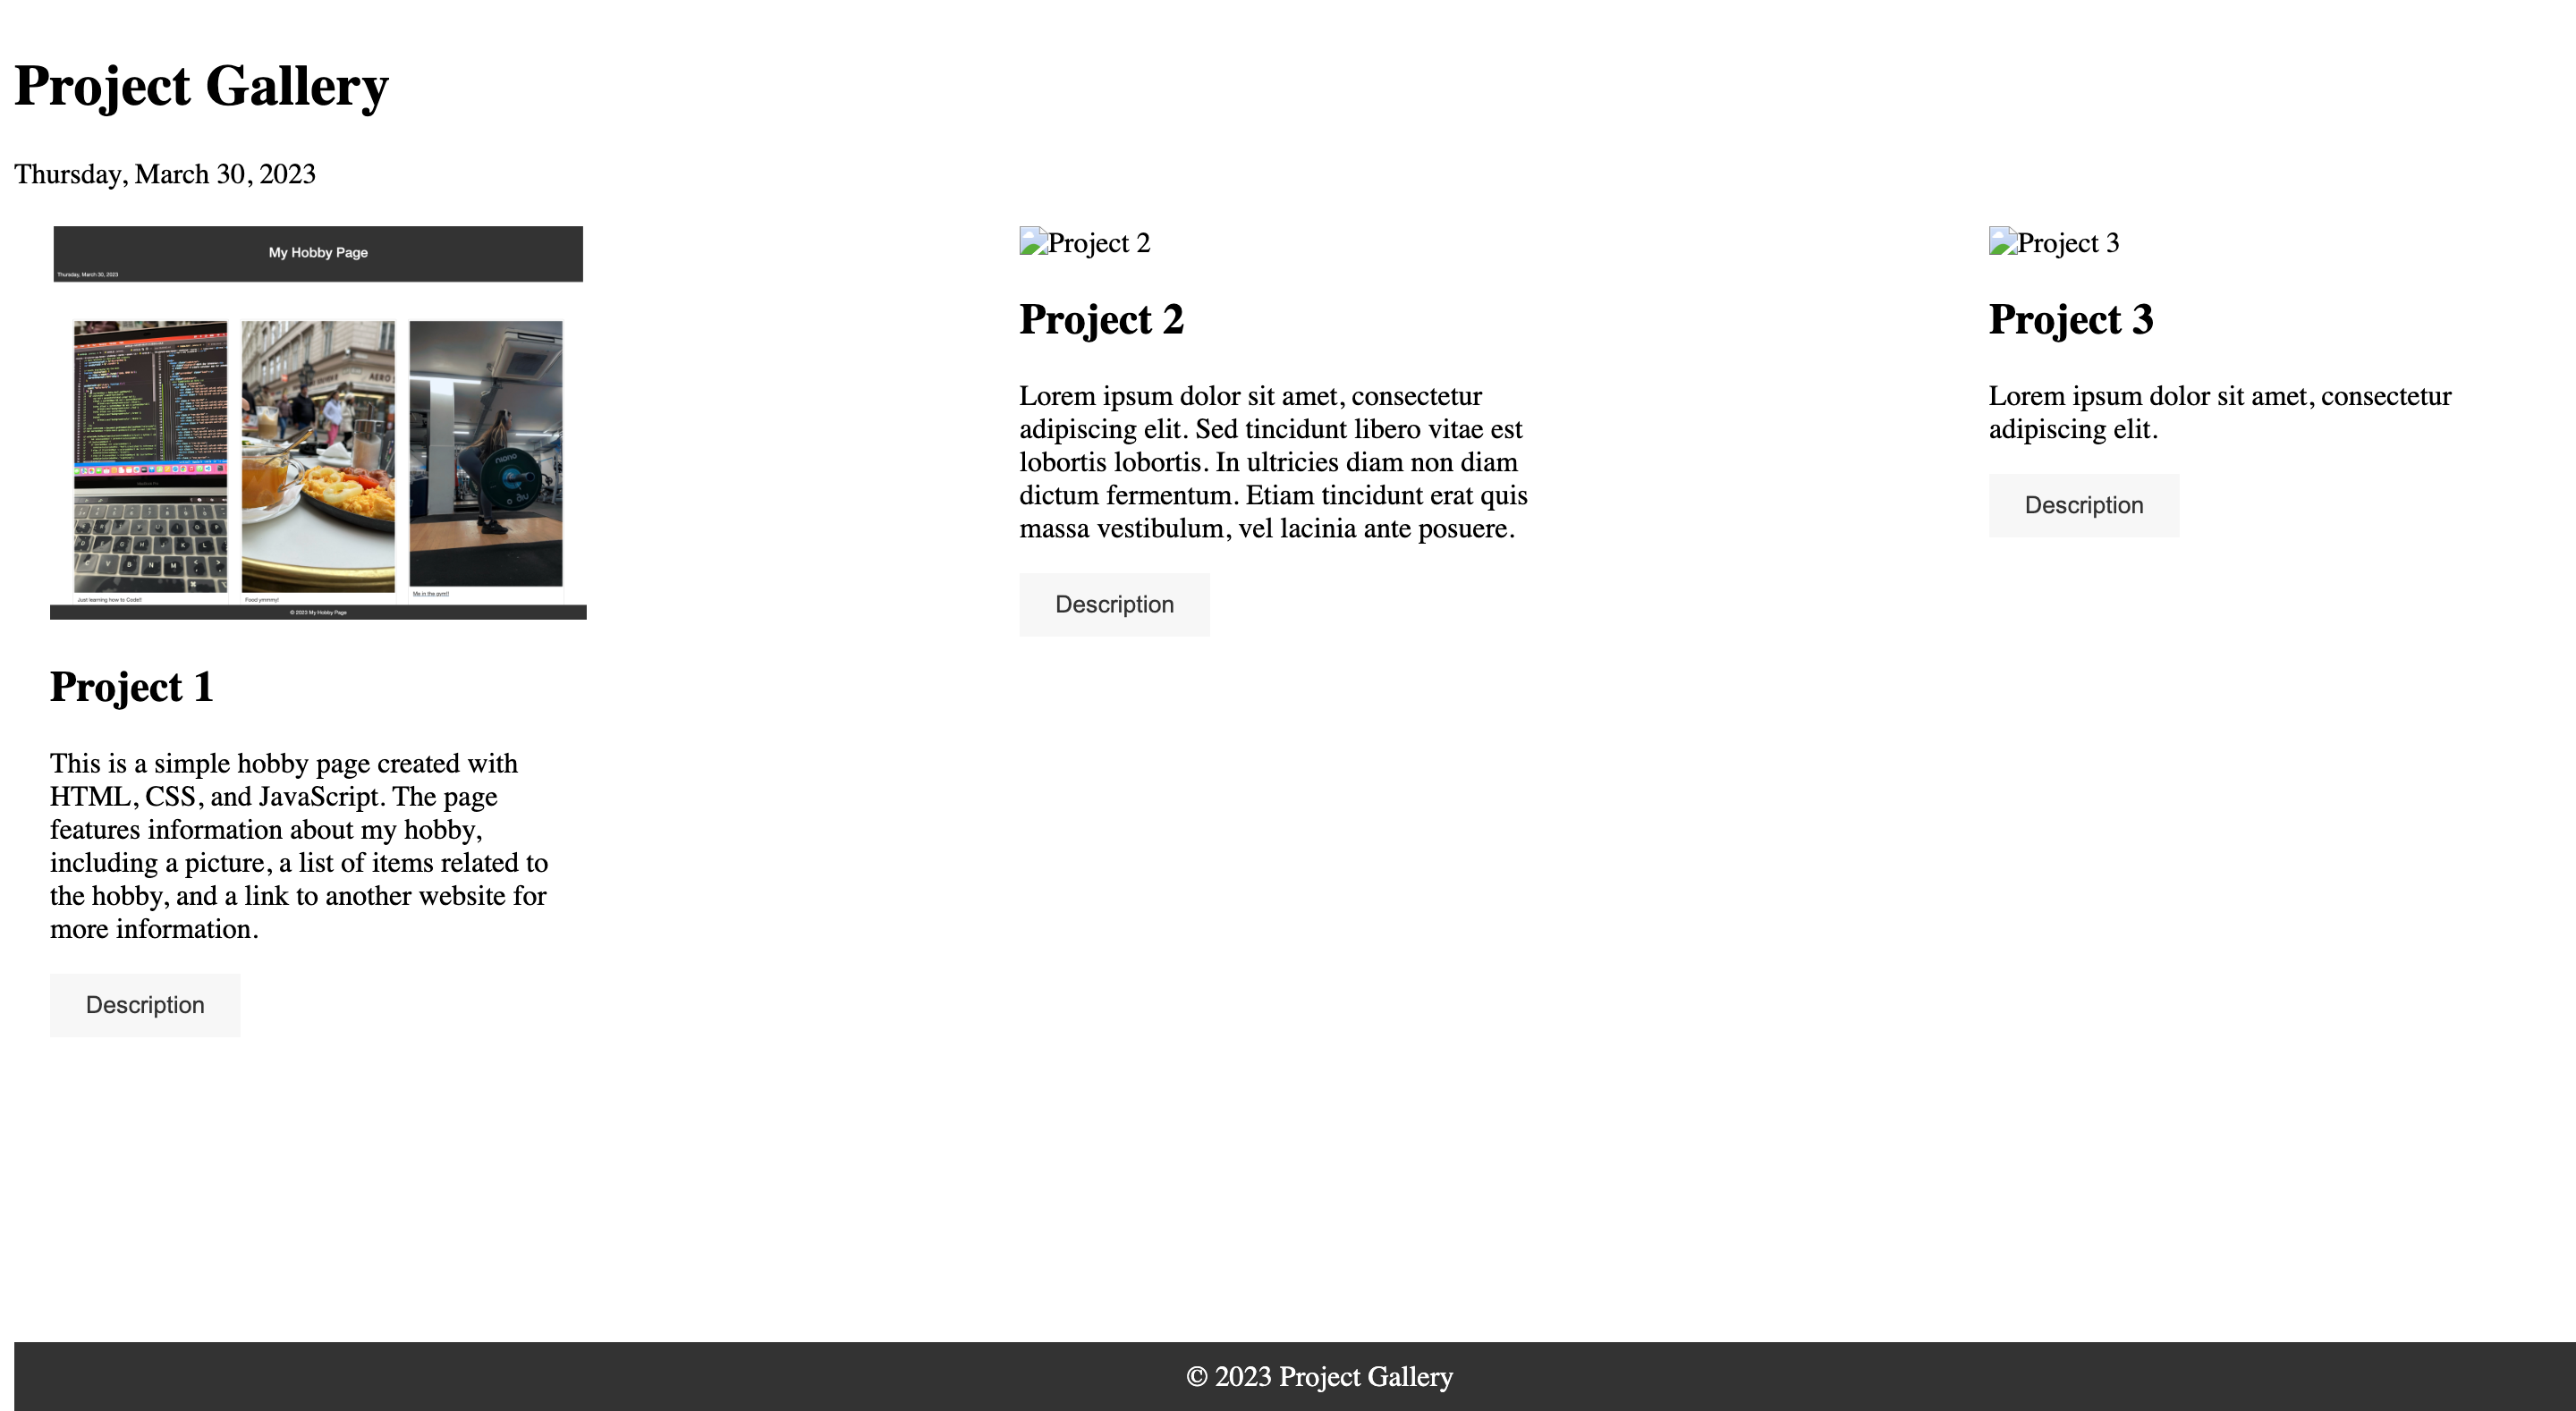 Project Gallery
Thursday, March 30, 2023
My Hobby Page
Thursday, March 30, 2023
Just learning how to Code!!
Food ymmmy!
Me in the gym!!
© 2023 My Hobby Page
Project 1
This is a simple hobby page created with
HTML, CSS, and JavaScript. The page
features information about my hobby,
including a picture, a list of items related to
the hobby, and a link to another website for
more information.
Description
Project 2
Project 2
Lorem ipsum dolor sit amet, consectetur
adipiscing elit. Sed tincidunt libero vitae est
lobortis lobortis. In ultricies diam non diam
dictum fermentum. Etiam tincidunt erat quis
massa vestibulum, vel lacinia ante posuere.
Description
Project 3
Project 3
Lorem ipsum dolor sit amet, consectetur
adipiscing elit.
Description
© 2023 Project Gallery